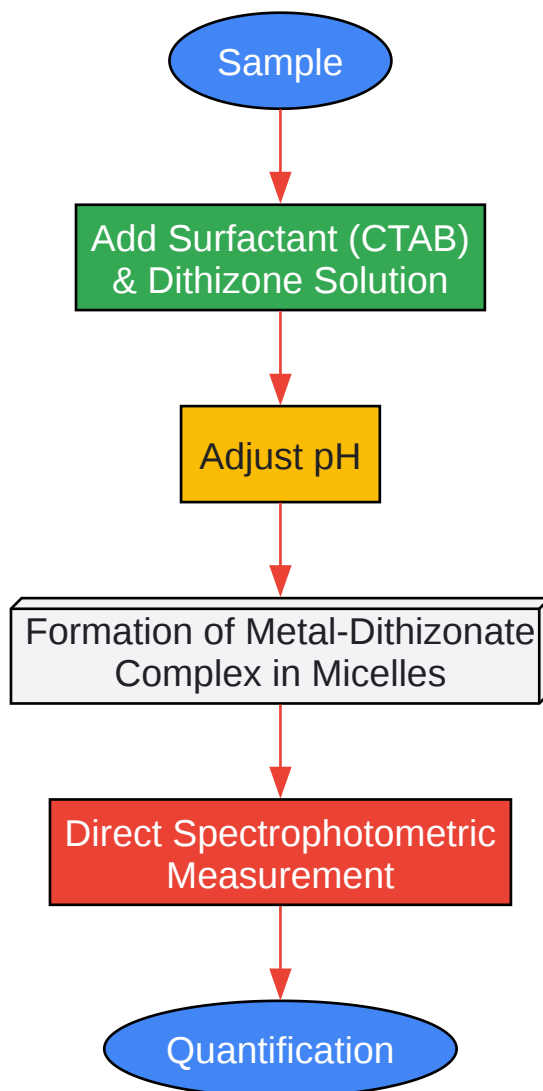 Sample
Add Surfactant (CTAB)
& Dithizone Solution
Adjust pH
Formation of Metal-Dithizonate
Complex in Micelles
Direct Spectrophotometric
Measurement
Quantification